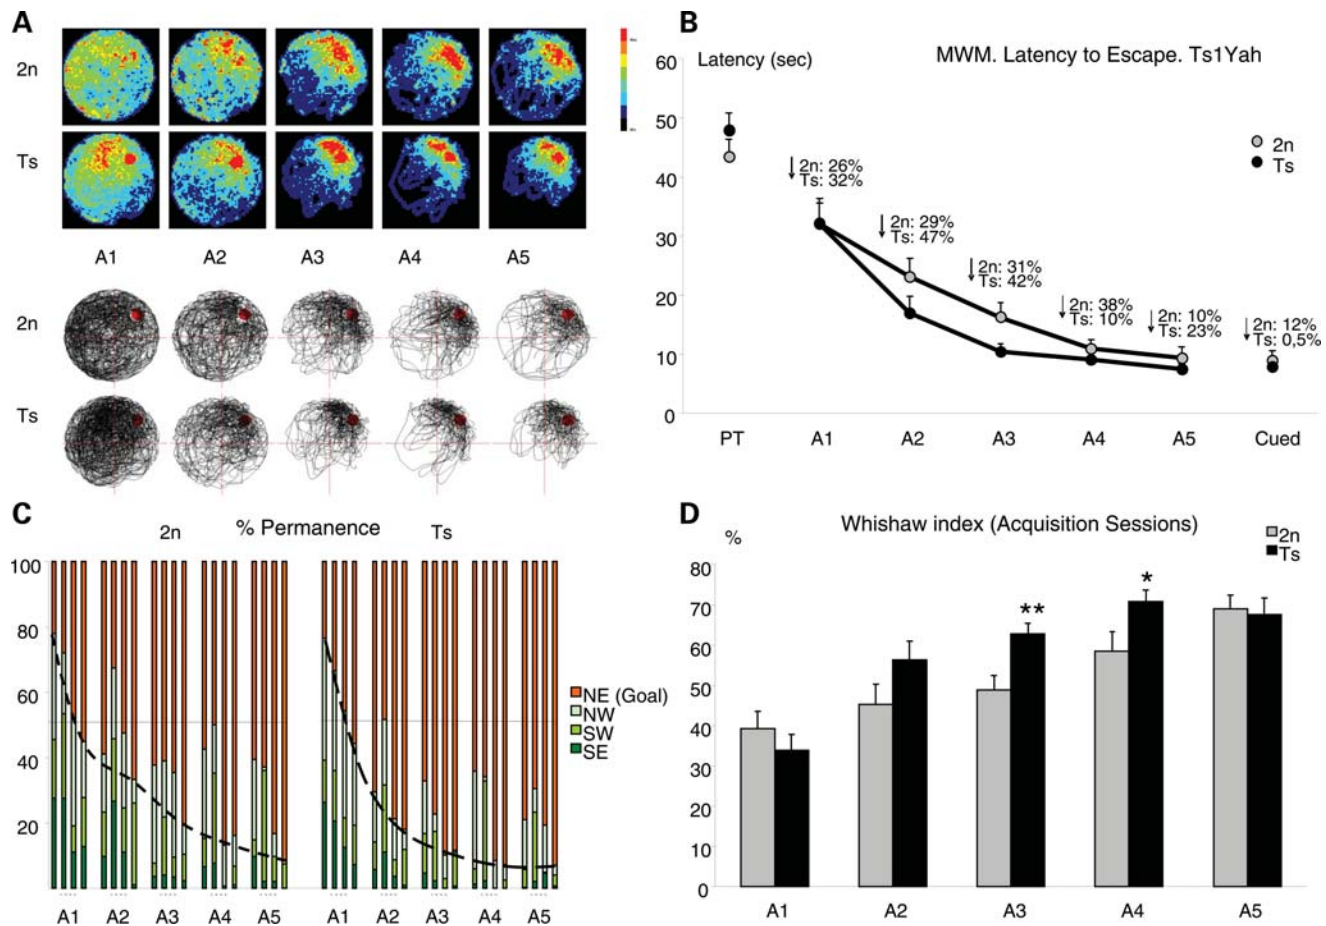 A
2n
Ts
A1 A2 A3 A4 A5
2n
Ts
B
MWM. Latency to Escape. Ts1Yah
Latency (sec)
60
50
40
30
20
10
0
2n
Ts
2n: 26%
Ts: 32%
2n: 29%
Ts: 47%
2n: 31%
Ts: 42%
2n: 38%
Ts: 10%
2n: 10%
Ts: 23%
2n: 12%
Ts: 0,5%
PT A1 A2 A3 A4 A5 Cued
C
2n % Permanence Ts
100
80
60
40
20
NE (Goal)
NW
SW
SE
A1 A2 A3 A4 A5 A1 A2 A3 A4 A5
D
Whishaw index (Acquisition Sessions)
%
2n
Ts
80
70
60
50
40
30
20
10
0
**
*
A1 A2 A3 A4 A5